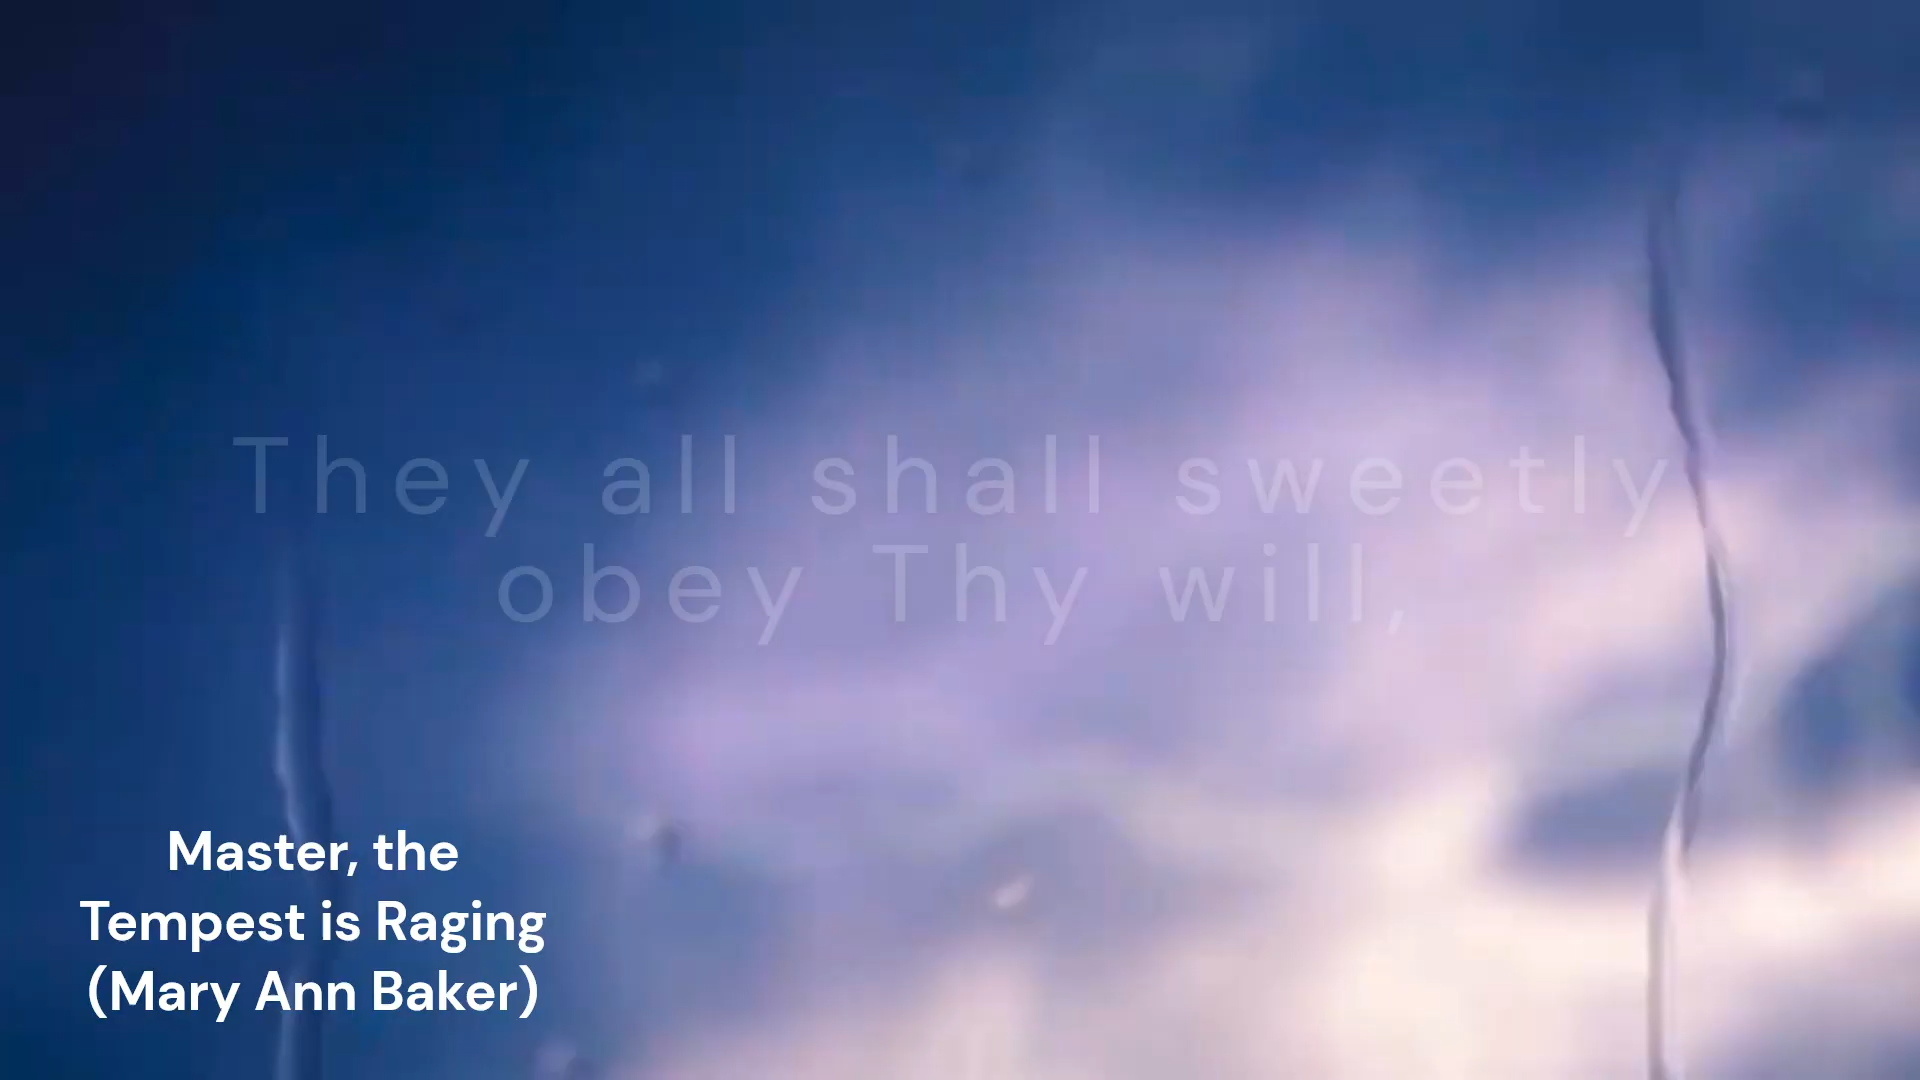 They all shall sweetly
obey Thy will,
Master, the
Tempest is Raging
(Mary Ann Baker)